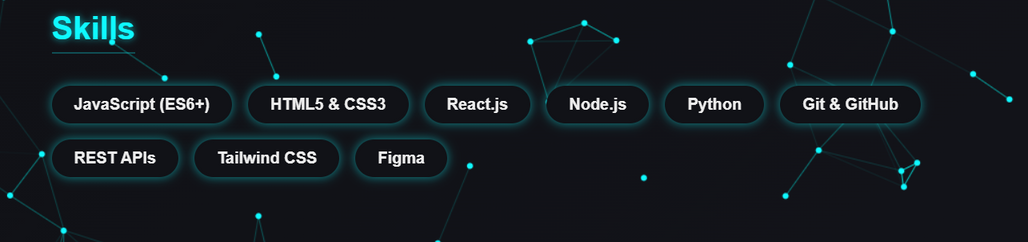 Skills
JavaScript (ES6+) HTML5 & CSS3 React.js Node.js Python Git & GitHub
REST APIs Tailwind CSS Figma